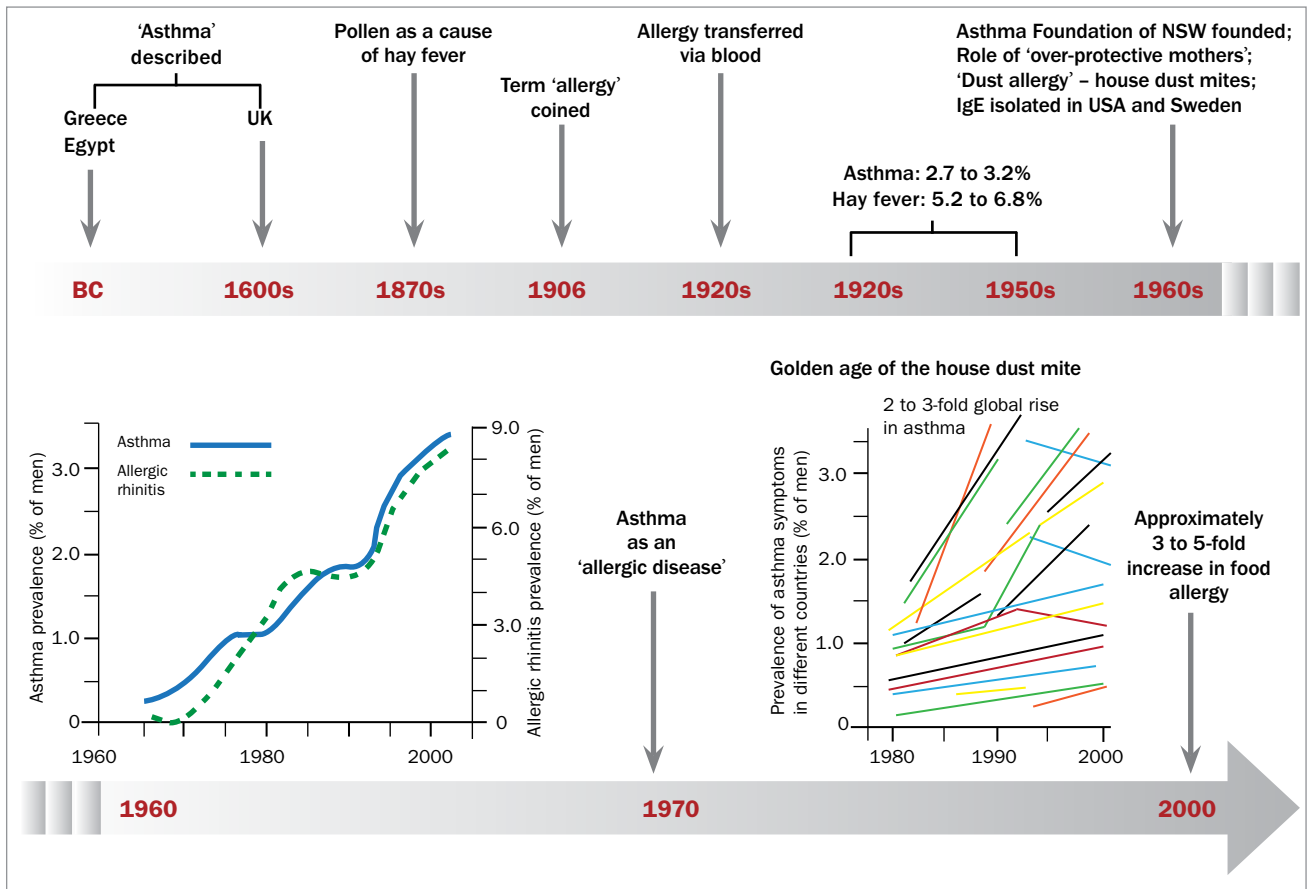 ‘Asthma’
described
Greece
Egypt
UK
Pollen as a cause
of hay fever
Term ‘allergy’
coined
Allergy transferred
via blood
Asthma: 2.7 to 3.2%
Hay fever: 5.2 to 6.8%
Asthma Foundation of NSW founded;
Role of ‘over-protective mothers’;
‘Dust allergy’ – house dust mites;
IgE isolated in USA and Sweden
BC
1600s
1870s
1906
1920s
1920s
1950s
1960s
Asthma prevalence (% of men)
3.0
2.0
1.0
0
Asthma
Allergic
rhinitis
9.0
6.0
3.0
0
Allergic rhinitis prevalence (% of men)
1960
1980
2000
Asthma
as an
‘allergic disease’
Golden age of the house dust mite
2 to 3-fold global rise
in asthma
Prevalence of asthma symptoms
in different countries (% of men)
3.0
2.0
1.0
0
1980
1990
2000
Approximately
3 to 5-fold
increase in food
allergy
1960
1970
2000